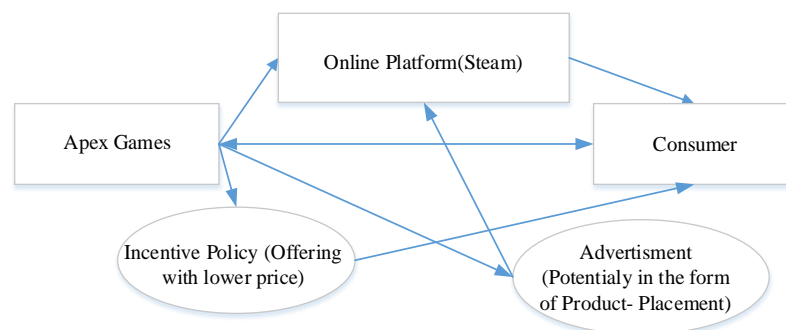 Online Platform(Steam)
Apex Games
Consumer
Incentive Policy (Offering
with lower price)
Advertisment
(Potentialy in the form
of Product- Placement)